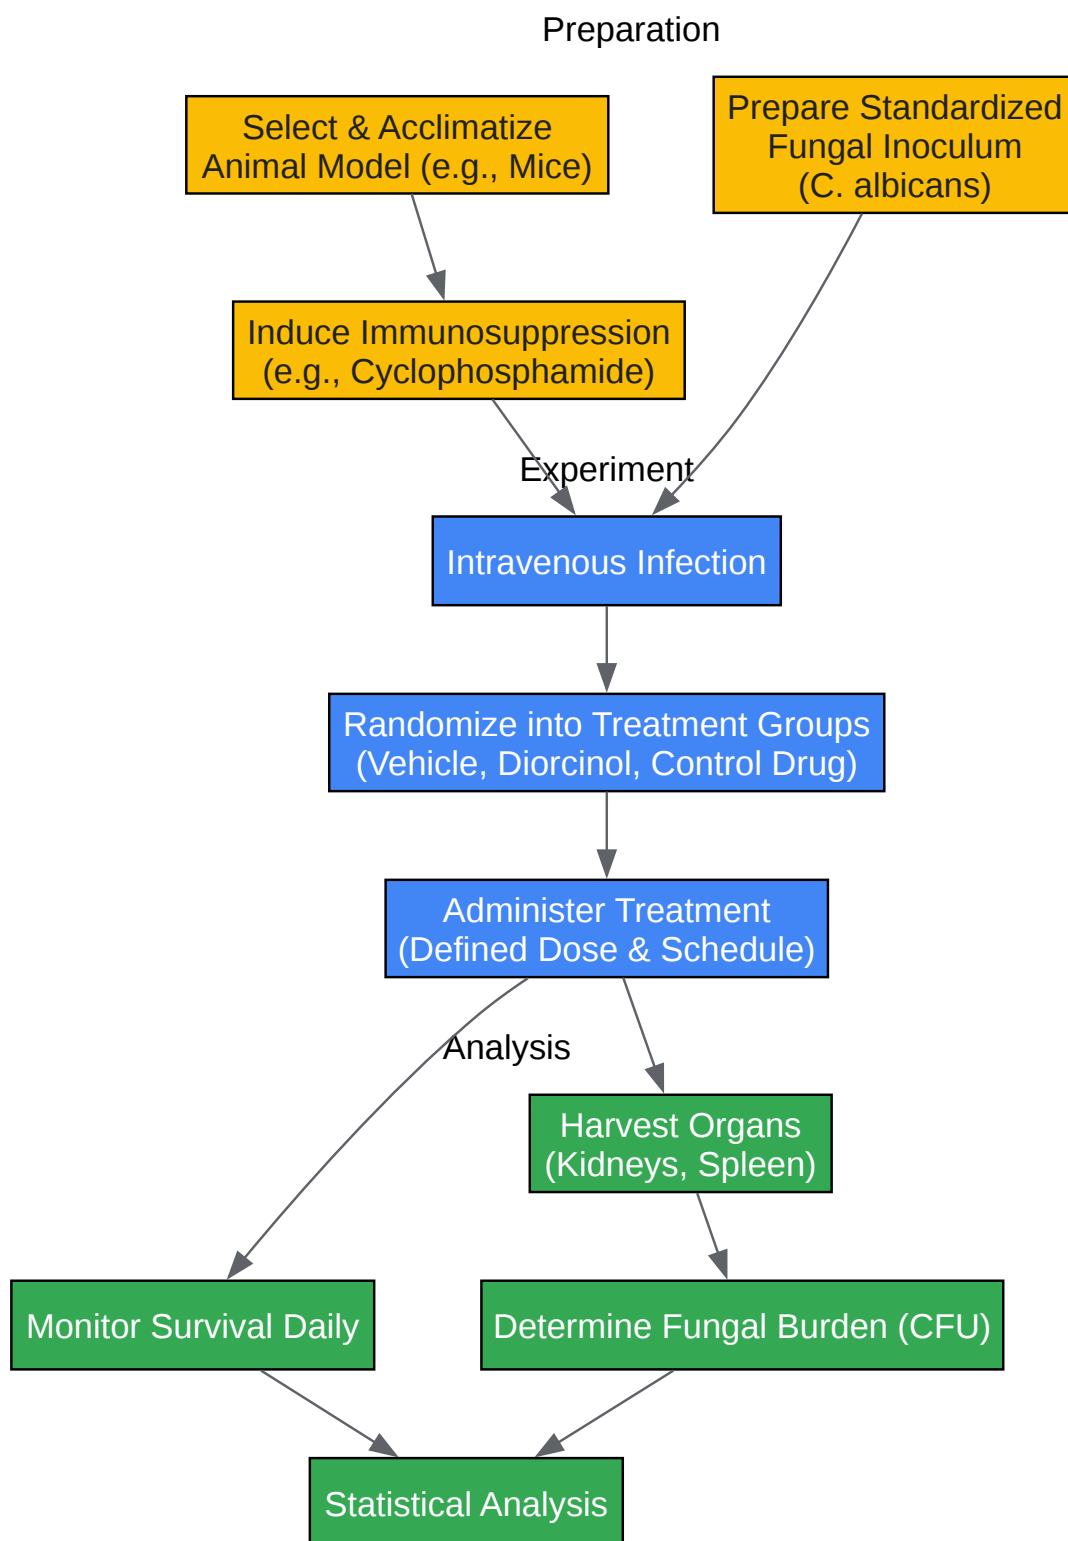 Preparation
Select & Acclimatize
Animal Model (e.g., Mice)
Prepare Standardized
Fungal Inoculum
(C. albicans)
Induce Immunosuppression
(e.g., Cyclophosphamide)
Experiment
Intravenous Infection
Randomize into Treatment Groups
(Vehicle, Diorcinol, Control Drug)
Administer Treatment
(Defined Dose & Schedule)
Analysis
Harvest Organs
(Kidneys, Spleen)
Monitor Survival Daily
Determine Fungal Burden (CFU)
Statistical Analysis